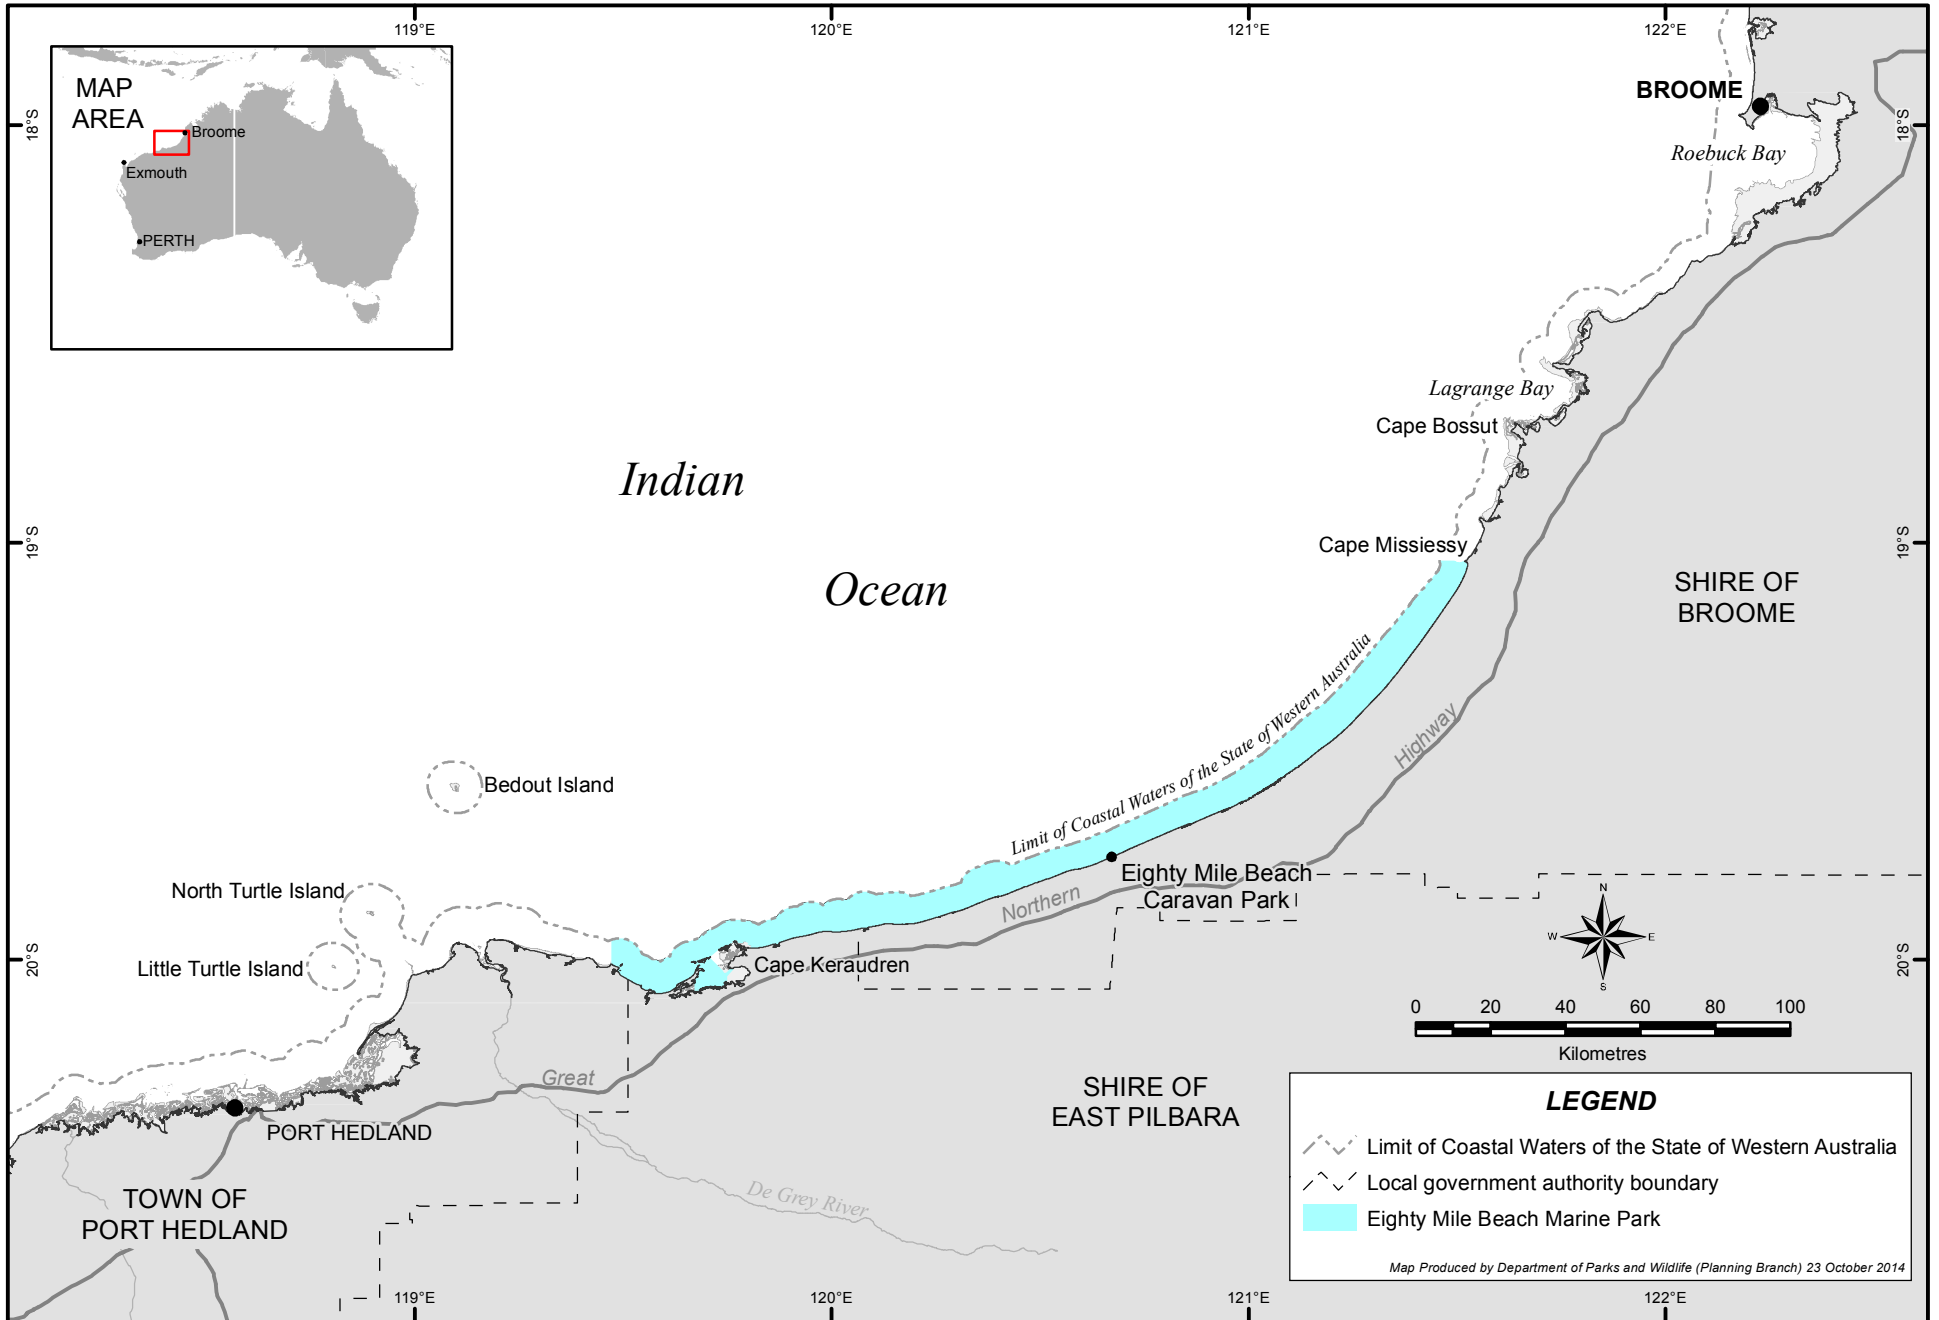 119°E
120°E
121°E
122°E
MAP
AREA
Broome
Exmouth
PERTH
BROOME
18°S
18°S
Roebuck Bay
Lagrange Bay
Cape Bossut
Indian
Cape Missiessy
19°S
19°S
Ocean
SHIRE OF
BROOME
Limit of Coastal Waters of the State of Western Australia
Highway
Bedout Island
Eighty Mile Beach
Caravan Park
Northern
North Turtle Island
N
W
E
S
Little Turtle Island
Cape Keraudren
20°S
20°S
0 20 40 60 80 100
Kilometres
Great
PORT HEDLAND
SHIRE OF
EAST PILBARA
De Grey River
TOWN OF
PORT HEDLAND
LEGEND
Limit of Coastal Waters of the State of Western Australia
Local government authority boundary
Eighty Mile Beach Marine Park
Map Produced by Department of Parks and Wildlife (Planning Branch) 23 October 2014
119°E
120°E
121°E
122°E